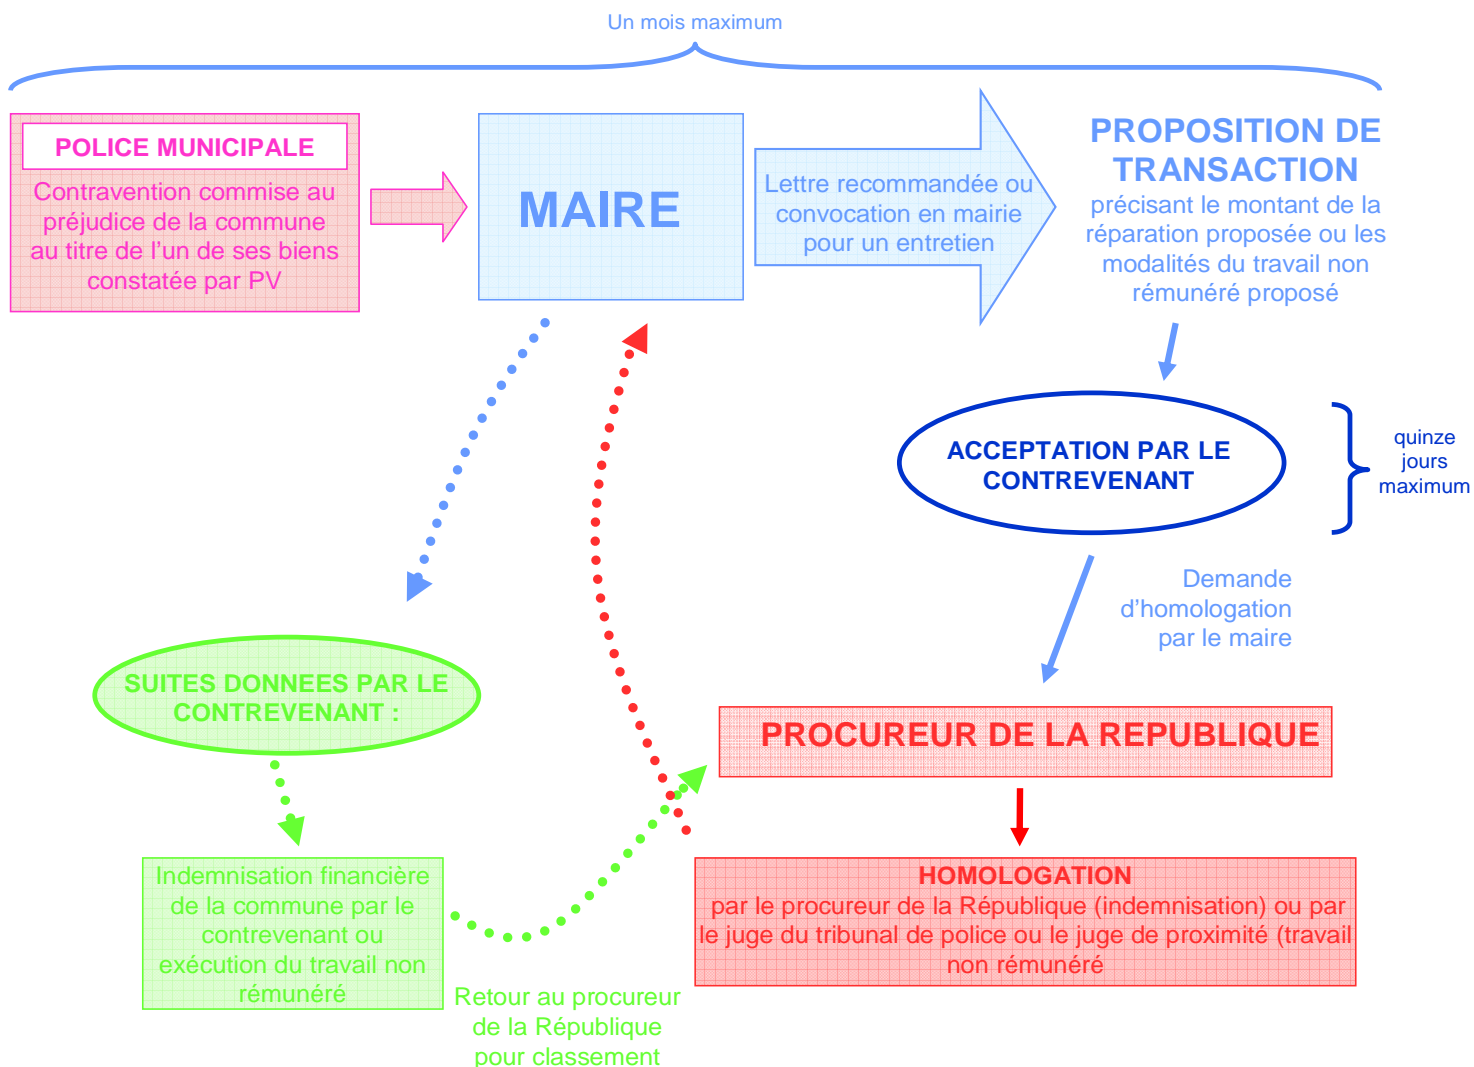 Un mois maximum
POLICE MUNICIPALE
Contravention commise au
préjudice de la commune
au titre de l'un de ses biens
constatée par PV
MAIRE
Lettre recommandée ou
convocation en mairie
pour un entretien
PROPOSITION DE
TRANSACTION
précisant le montant de la
réparation proposée ou les
modalités du travail non
rémunéré proposé
ACCEPTATION PAR LE
CONTREVENANT
quinze
jours
maximum
Demande
d'homologation
par le maire
SUITES DONNEES PAR LE
CONTREVENANT :
PROCUREUR DE LA REPUBLIQUE
Indemnisation financière
de la commune par le
contrevenant ou
exécution du travail non
rémunéré
HOMOLOGATION
par le procureur de la République (indemnisation) ou par
le juge du tribunal de police ou le juge de proximité (travail
non rémunéré
Retour au procureur
de la République
pour classement